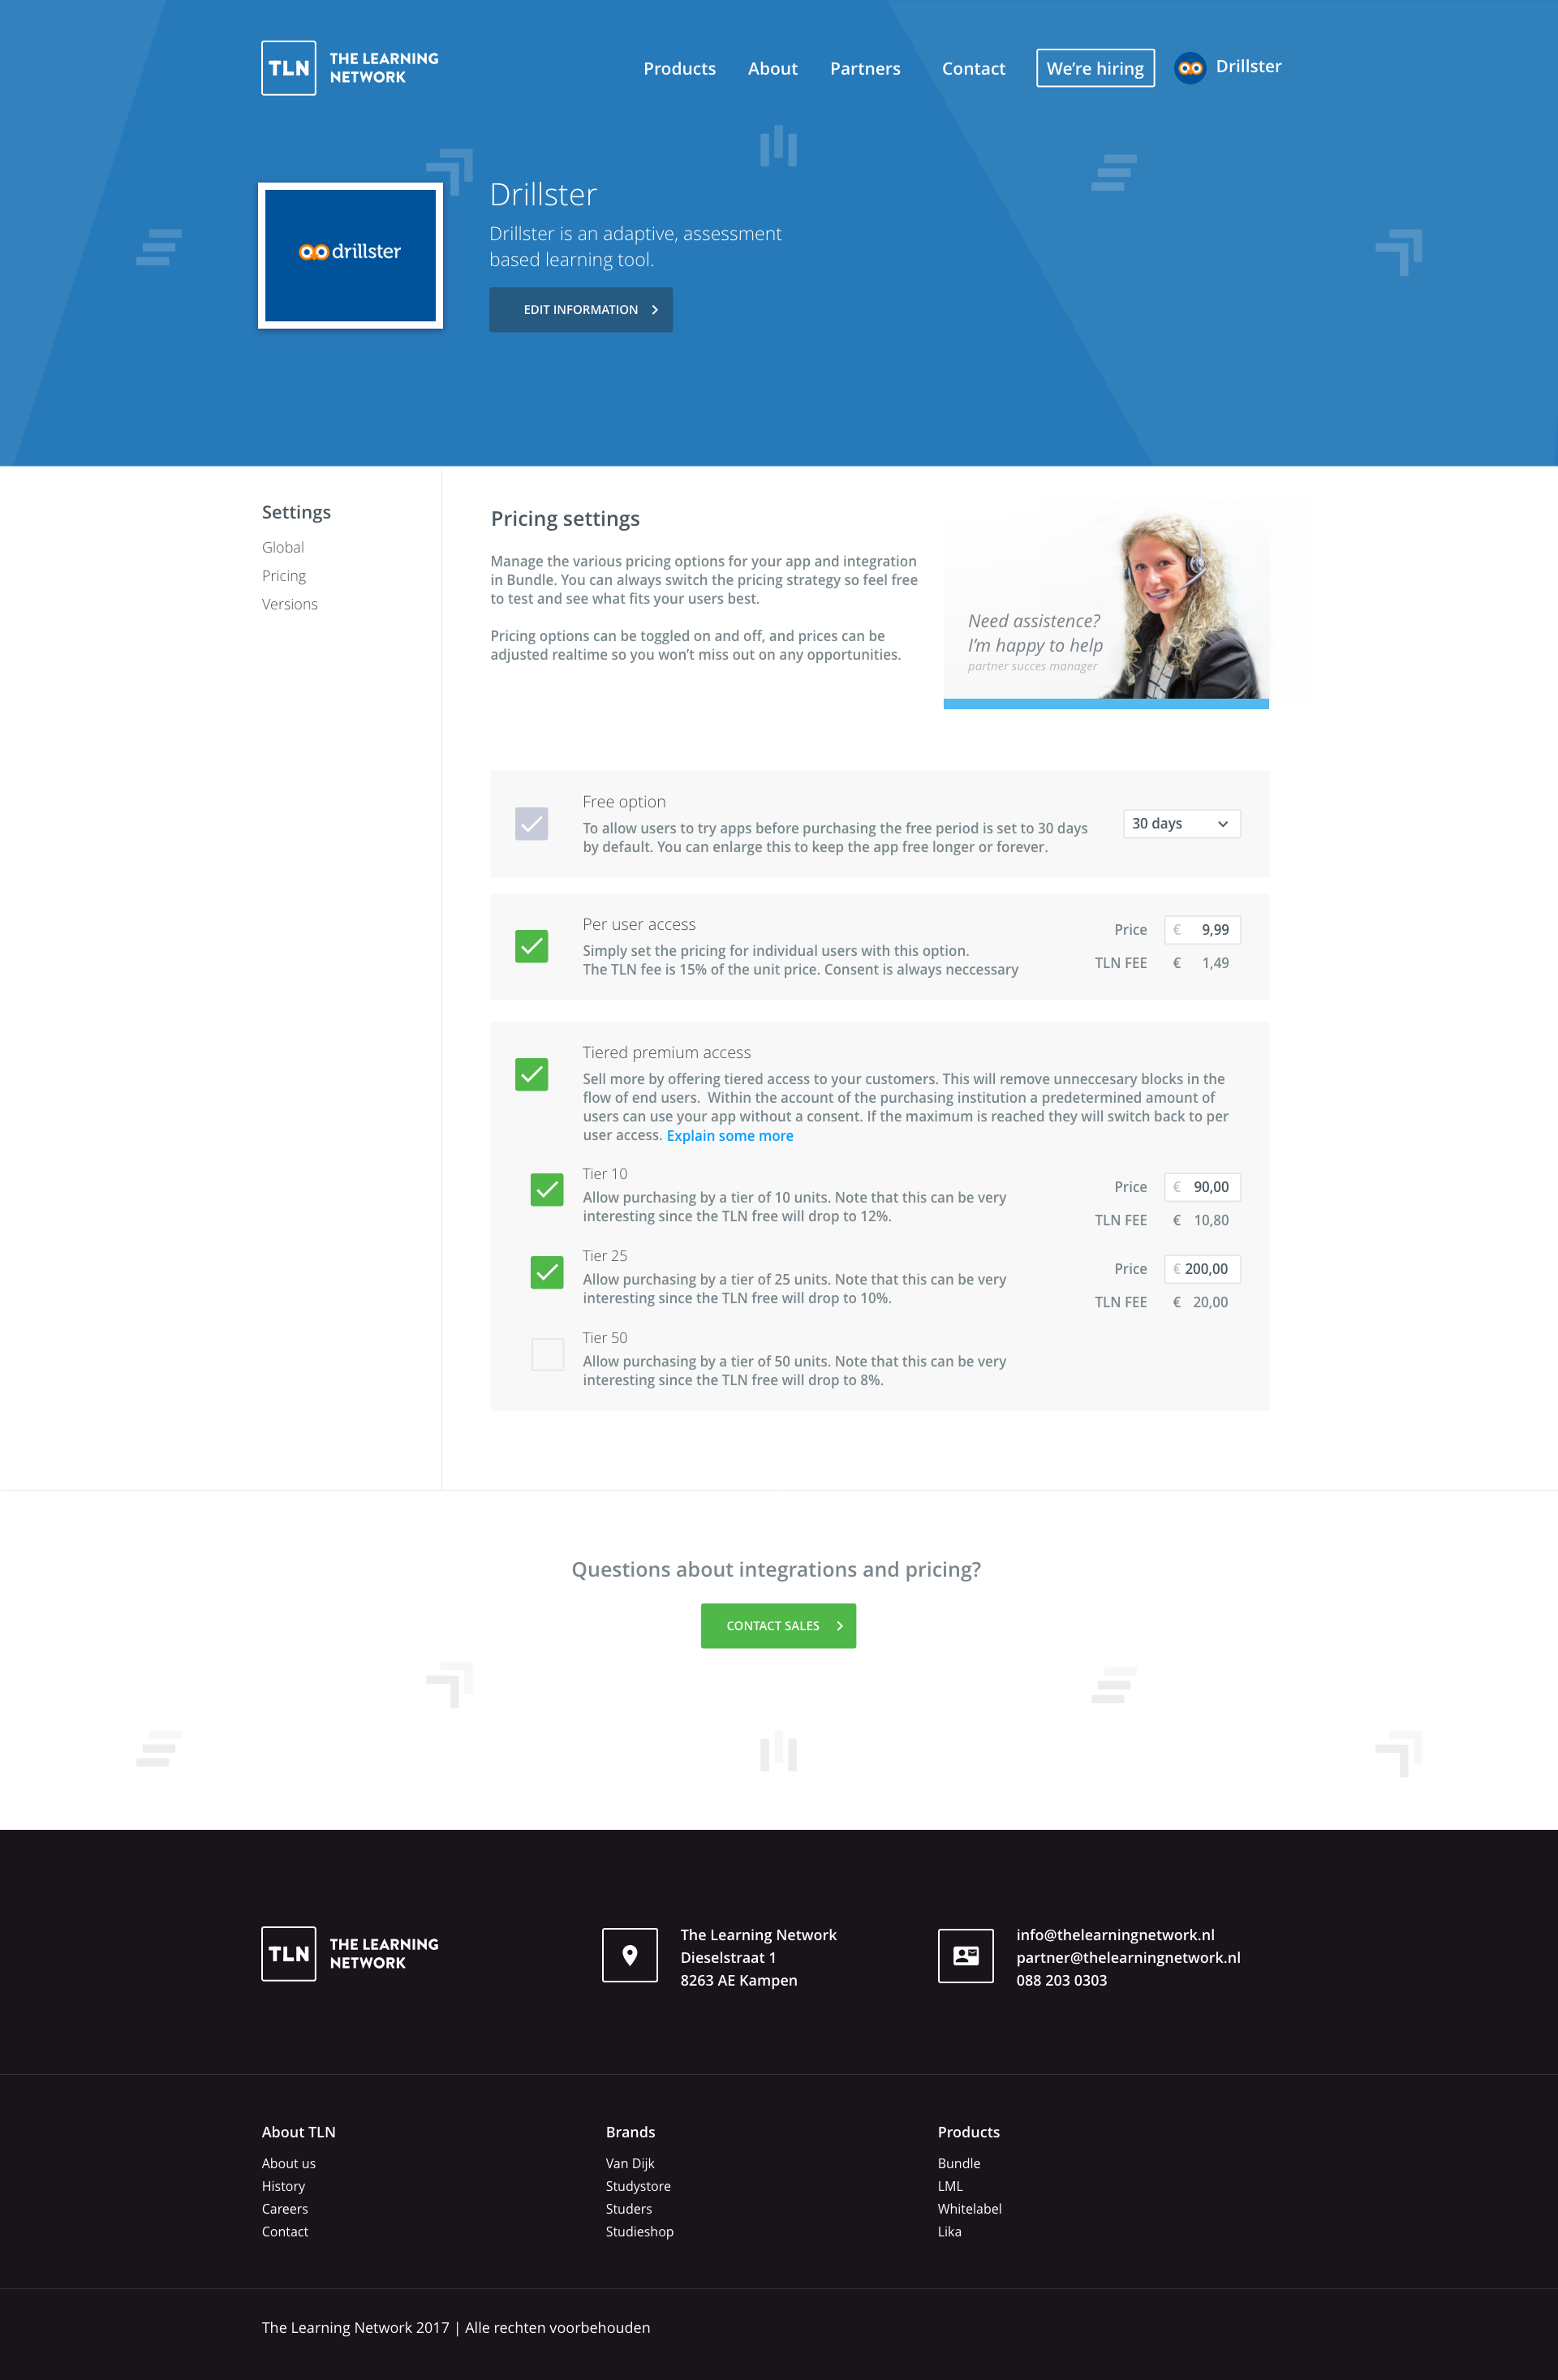 TLN THE LEARNING
NETWORK
Products About Partners Contact We’re hiring Drillster
drillster
Drillster
Drillster is an adaptive, assessment
based learning tool.
EDIT INFORMATION
Settings
Global
Pricing
Versions
Pricing settings
Manage the various pricing options for your app and integration
in Bundle. You can always switch the pricing strategy so feel free
to test and see what fits your users best.
Pricing options can be toggled on and off, and prices can be
adjusted realtime so you won’t miss out on any opportunities.
Need assistence?
I’m happy to help
partner succes manager
Free option
To allow users to try apps before purchasing the free period is set to 30 days
by default. You can enlarge this to keep the app free longer or forever.
30 days
Per user access
Simply set the pricing for individual users with this option.
The TLN fee is 15% of the unit price. Consent is always neccessary
Price € 9,99
TLN FEE € 1,49
Tiered premium access
Sell more by offering tiered access to your customers. This will remove unneccesary blocks in the
flow of end users.  Within the account of the purchasing institution a predetermined amount of
users can use your app without a consent. If the maximum is reached they will switch back to per
user access. Explain some more
Tier 10
Allow purchasing by a tier of 10 units. Note that this can be very
interesting since the TLN free will drop to 12%.
Price € 90,00
TLN FEE € 10,80
Tier 25
Allow purchasing by a tier of 25 units. Note that this can be very
interesting since the TLN free will drop to 10%.
Price € 200,00
TLN FEE € 20,00
Tier 50
Allow purchasing by a tier of 50 units. Note that this can be very
interesting since the TLN free will drop to 8%.
Questions about integrations and pricing?
CONTACT SALES
TLN THE LEARNING
NETWORK
The Learning Network
Dieselstraat 1
8263 AE Kampen
info@thelearningnetwork.nl
partner@thelearningnetwork.nl
088 203 0303
About TLN
About us
History
Careers
Contact
Brands
Van Dijk
Studystore
Studers
Studieshop
Products
Bundle
LML
Whitelabel
Lika
The Learning Network 2017 | Alle rechten voorbehouden